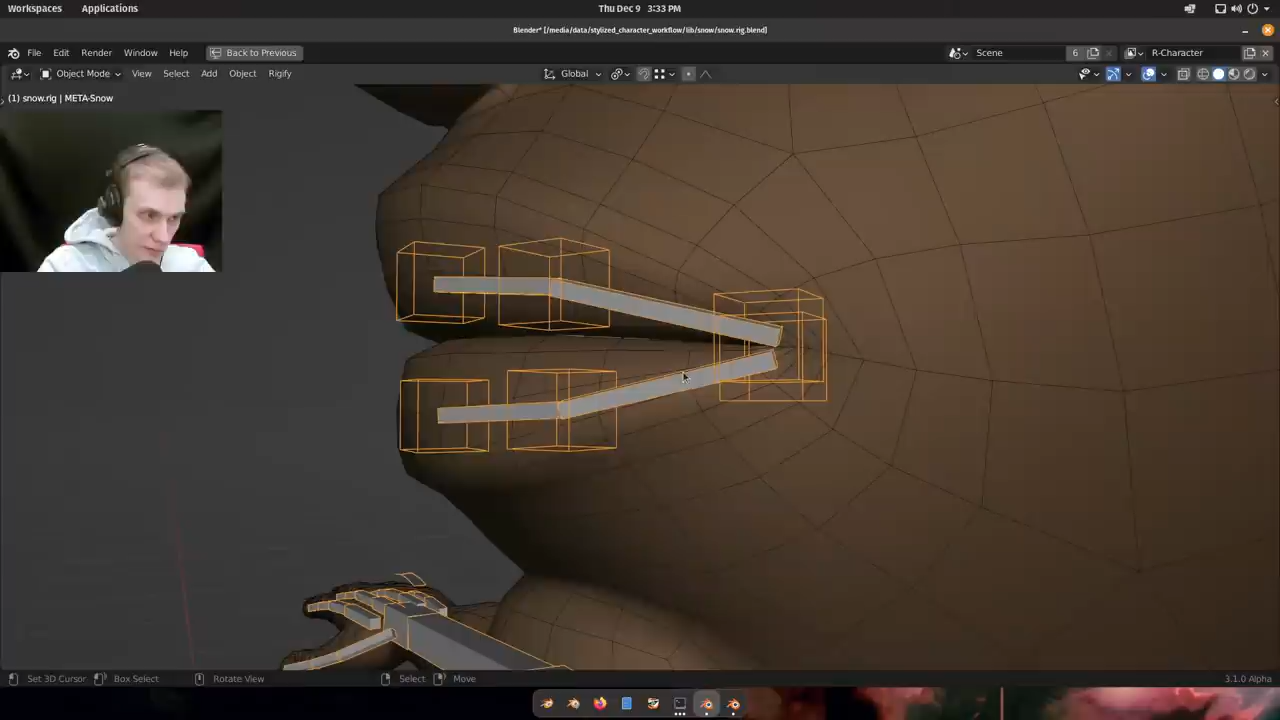 Workspaces Applications Thu Dec 9 3:33 PM
Blender* [/media/data/stylized_character_workflow/lib/snow/snow.rig.blend]
File Edit Render Window Help Back to Previous Scene 6 R-Character
Object Mode View Select Add Object Rigify Global
(1) snow.rig | META-Snow
Set 3D Cursor Box Select Rotate View Select Move 3.1.0 Alpha